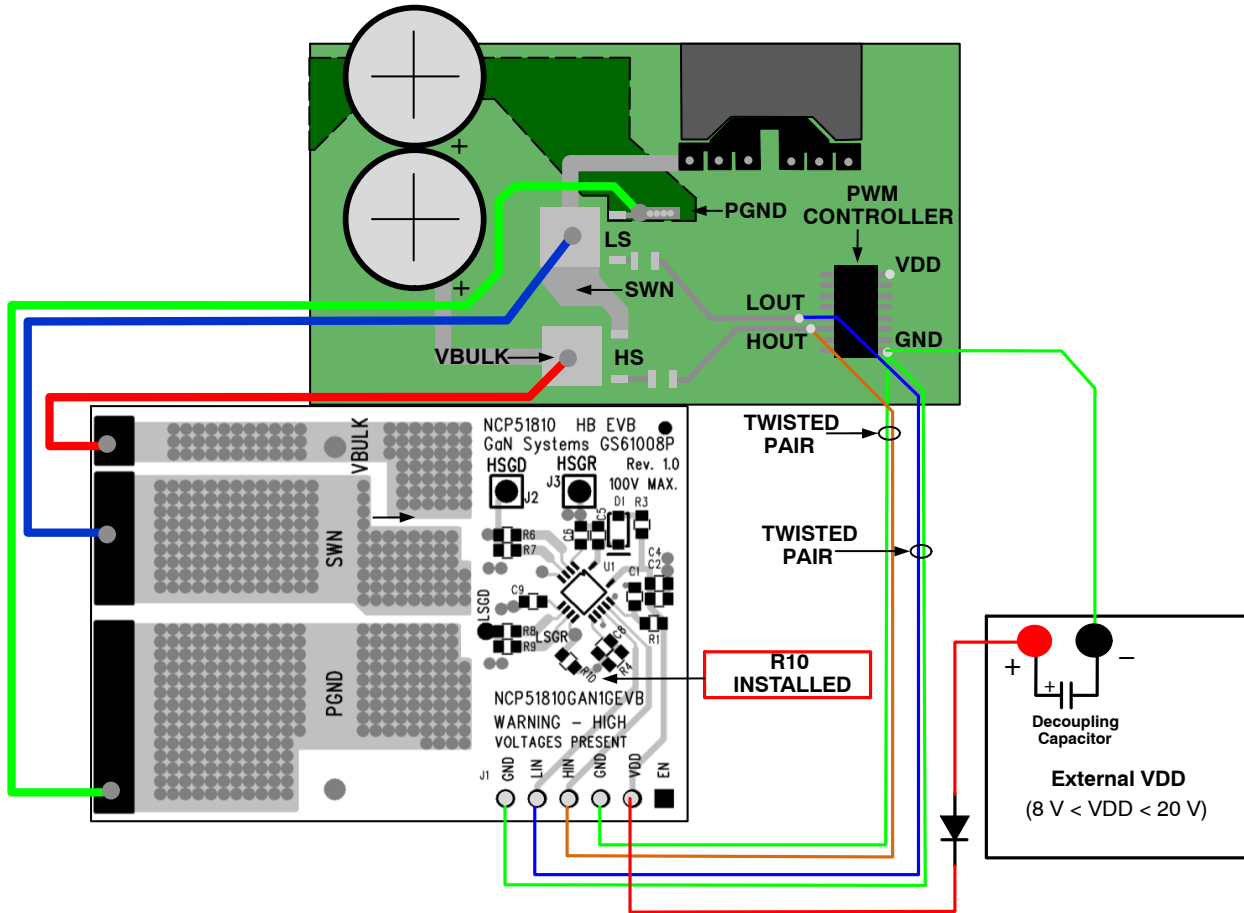 +
+
PGND
PWM
CONTROLLER
LS
VDD
SWN
LOUT
HOUT
GND
VBULK
HS
NCP51810 HB EVB
GaN Systems GS61008P
HSGD
HSGR
Rev. 1.0
100V MAX.
J2
J3
D1
R3
C5
C6
VBULK
SWN
PGND
R6
R7
U1
C4
C2
C1
C9
R1
LSGD
R8
R9
LSGR
C8
R4
R10
NCP51810GAN1GEVB
WARNING – HIGH
VOLTAGES PRESENT
J1
GND
LIN
HIN
GND
VDD
EN
TWISTED
PAIR
TWISTED
PAIR
R10
INSTALLED
+
–
+
Decoupling
Capacitor
External VDD
(8 V < VDD < 20 V)